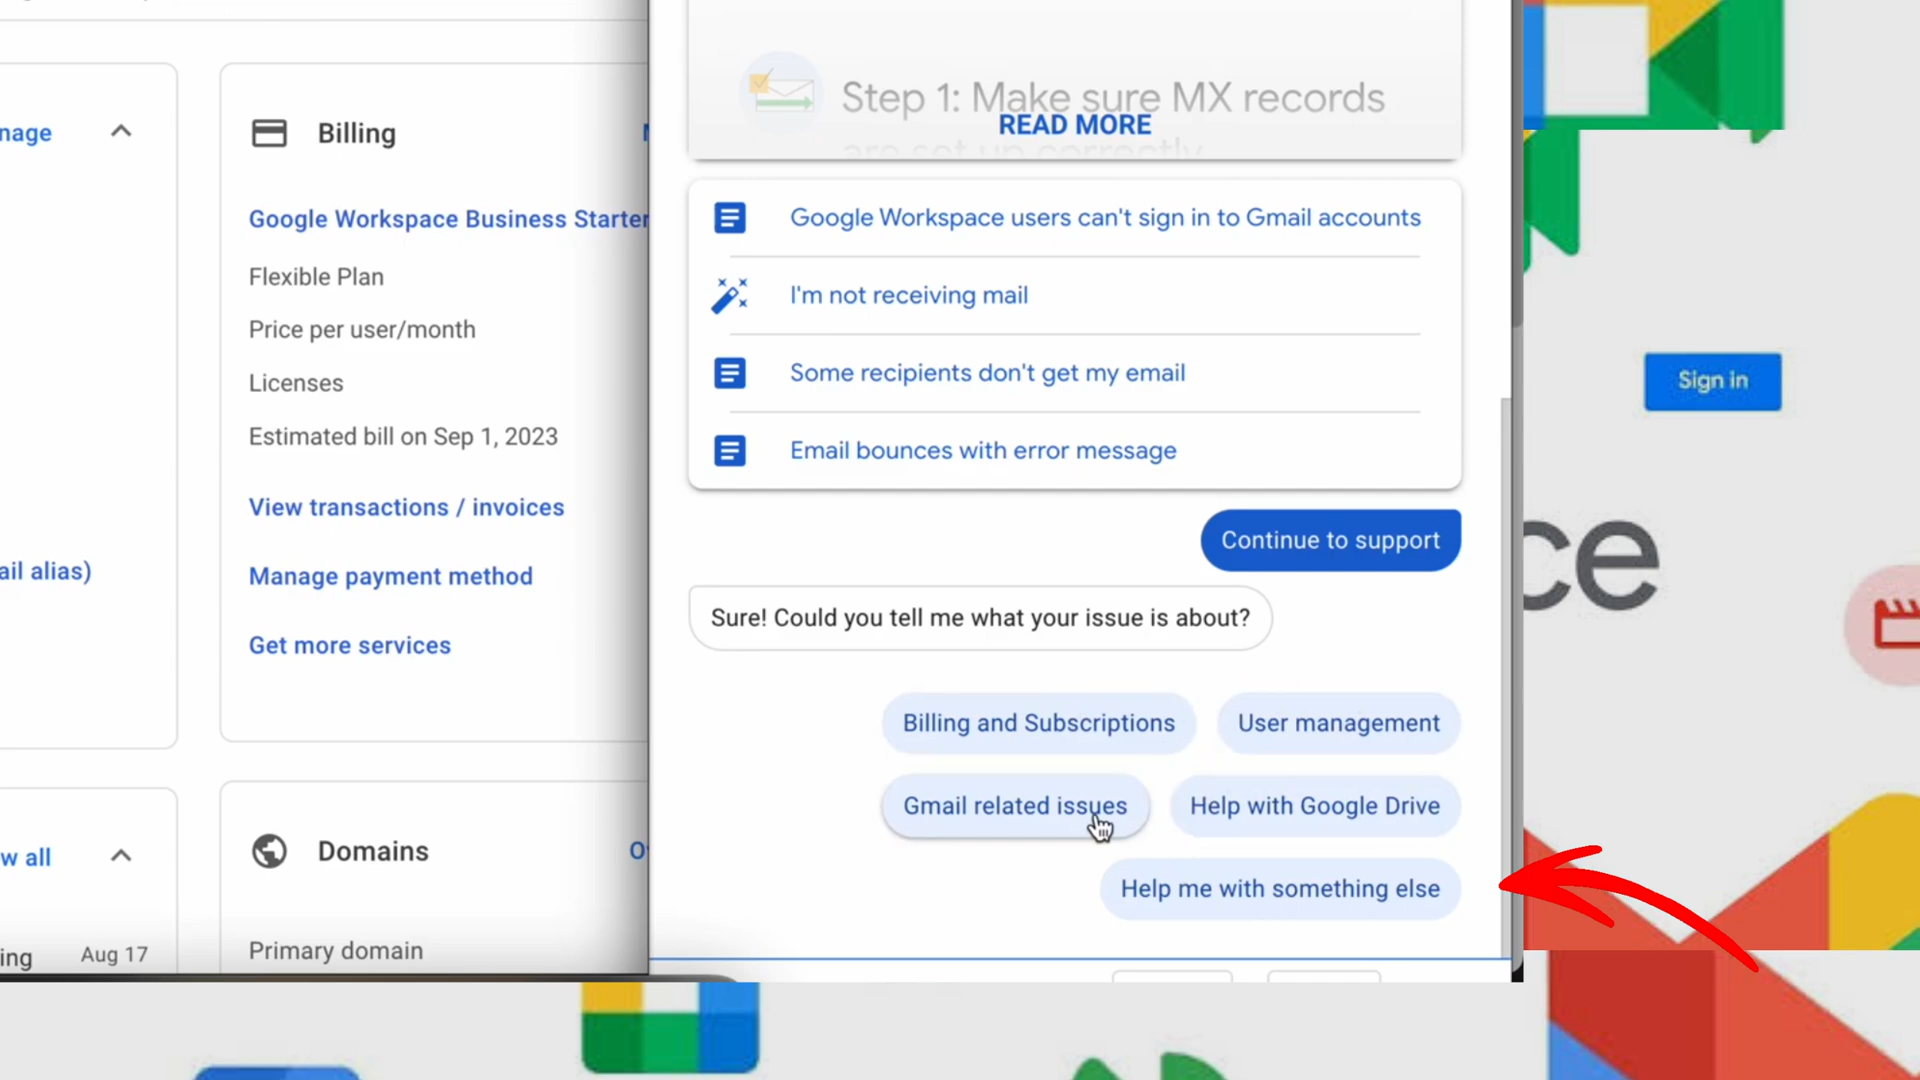 nage
Billing
Google Workspace Business Starter
Flexible Plan
Price per user/month
Licenses
Estimated bill on Sep 1, 2023
View transactions / invoices
Manage payment method
Get more services
ail alias)
w all
Domains
Primary domain
ing
Aug 17
Step 1: Make sure MX records
are set up correctly
READ MORE
Google Workspace users can't sign in to Gmail accounts
I'm not receiving mail
Some recipients don't get my email
Email bounces with error message
Continue to support
Sure! Could you tell me what your issue is about?
Billing and Subscriptions
User management
Gmail related issues
Help with Google Drive
Help me with something else
Sign in
ce